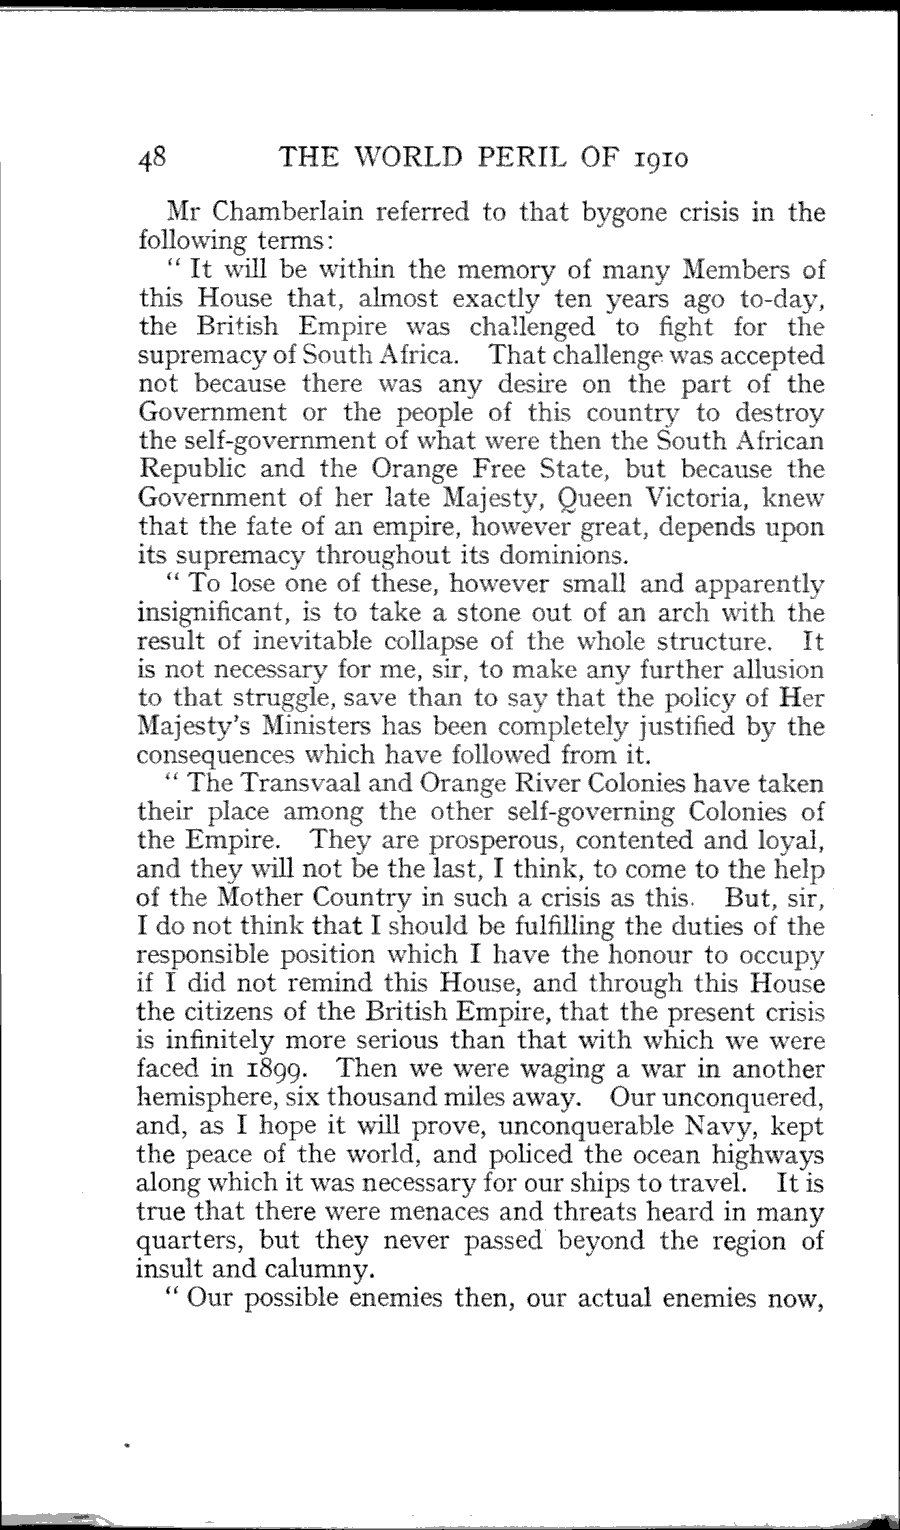 48 THE WORLD PERIL OF 1910
Mr Chamberlain referred to that bygone crisis in the
following terms:
“ It will be within the memory of many Members of
this House that, almost exactly ten years ago to-day,
the British Empire was challenged to fight for the
supremacy of South Africa. That challenge was accepted
not because there was any desire on the part of the
Government or the people of this country to destroy
the self-government of what were then the South African
Republic and the Orange Free State, but because the
Government of her late Majesty, Queen Victoria, knew
that the fate of an empire, however great, depends upon
its supremacy throughout its dominions.
“ To lose one of these, however small and apparently
insignificant, is to take a stone out of an arch with the
result of inevitable collapse of the whole structure. It
is not necessary for me, sir, to make any further allusion
to that struggle, save than to say that the policy of Her
Majesty's Ministers has been completely justified by the
consequences which have followed from it.
“ The Transvaal and Orange River Colonies have taken
their place among the other self-governing Colonies of
the Empire. They are prosperous, contented and loyal,
and they will not be the last, I think, to come to the help
of the Mother Country in such a crisis as this. But, sir,
I do not think that I should be fulfilling the duties of the
responsible position which I have the honour to occupy
if I did not remind this House, and through this House
the citizens of the British Empire, that the present crisis
is infinitely more serious than that with which we were
faced in 1899. Then we were waging a war in another
hemisphere, six thousand miles away. Our unconquered,
and, as I hope it will prove, unconquerable Navy, kept
the peace of the world, and policed the ocean highways
along which it was necessary for our ships to travel. It is
true that there were menaces and threats heard in many
quarters, but they never passed beyond the region of
insult and calumny.
“ Our possible enemies then, our actual enemies now,